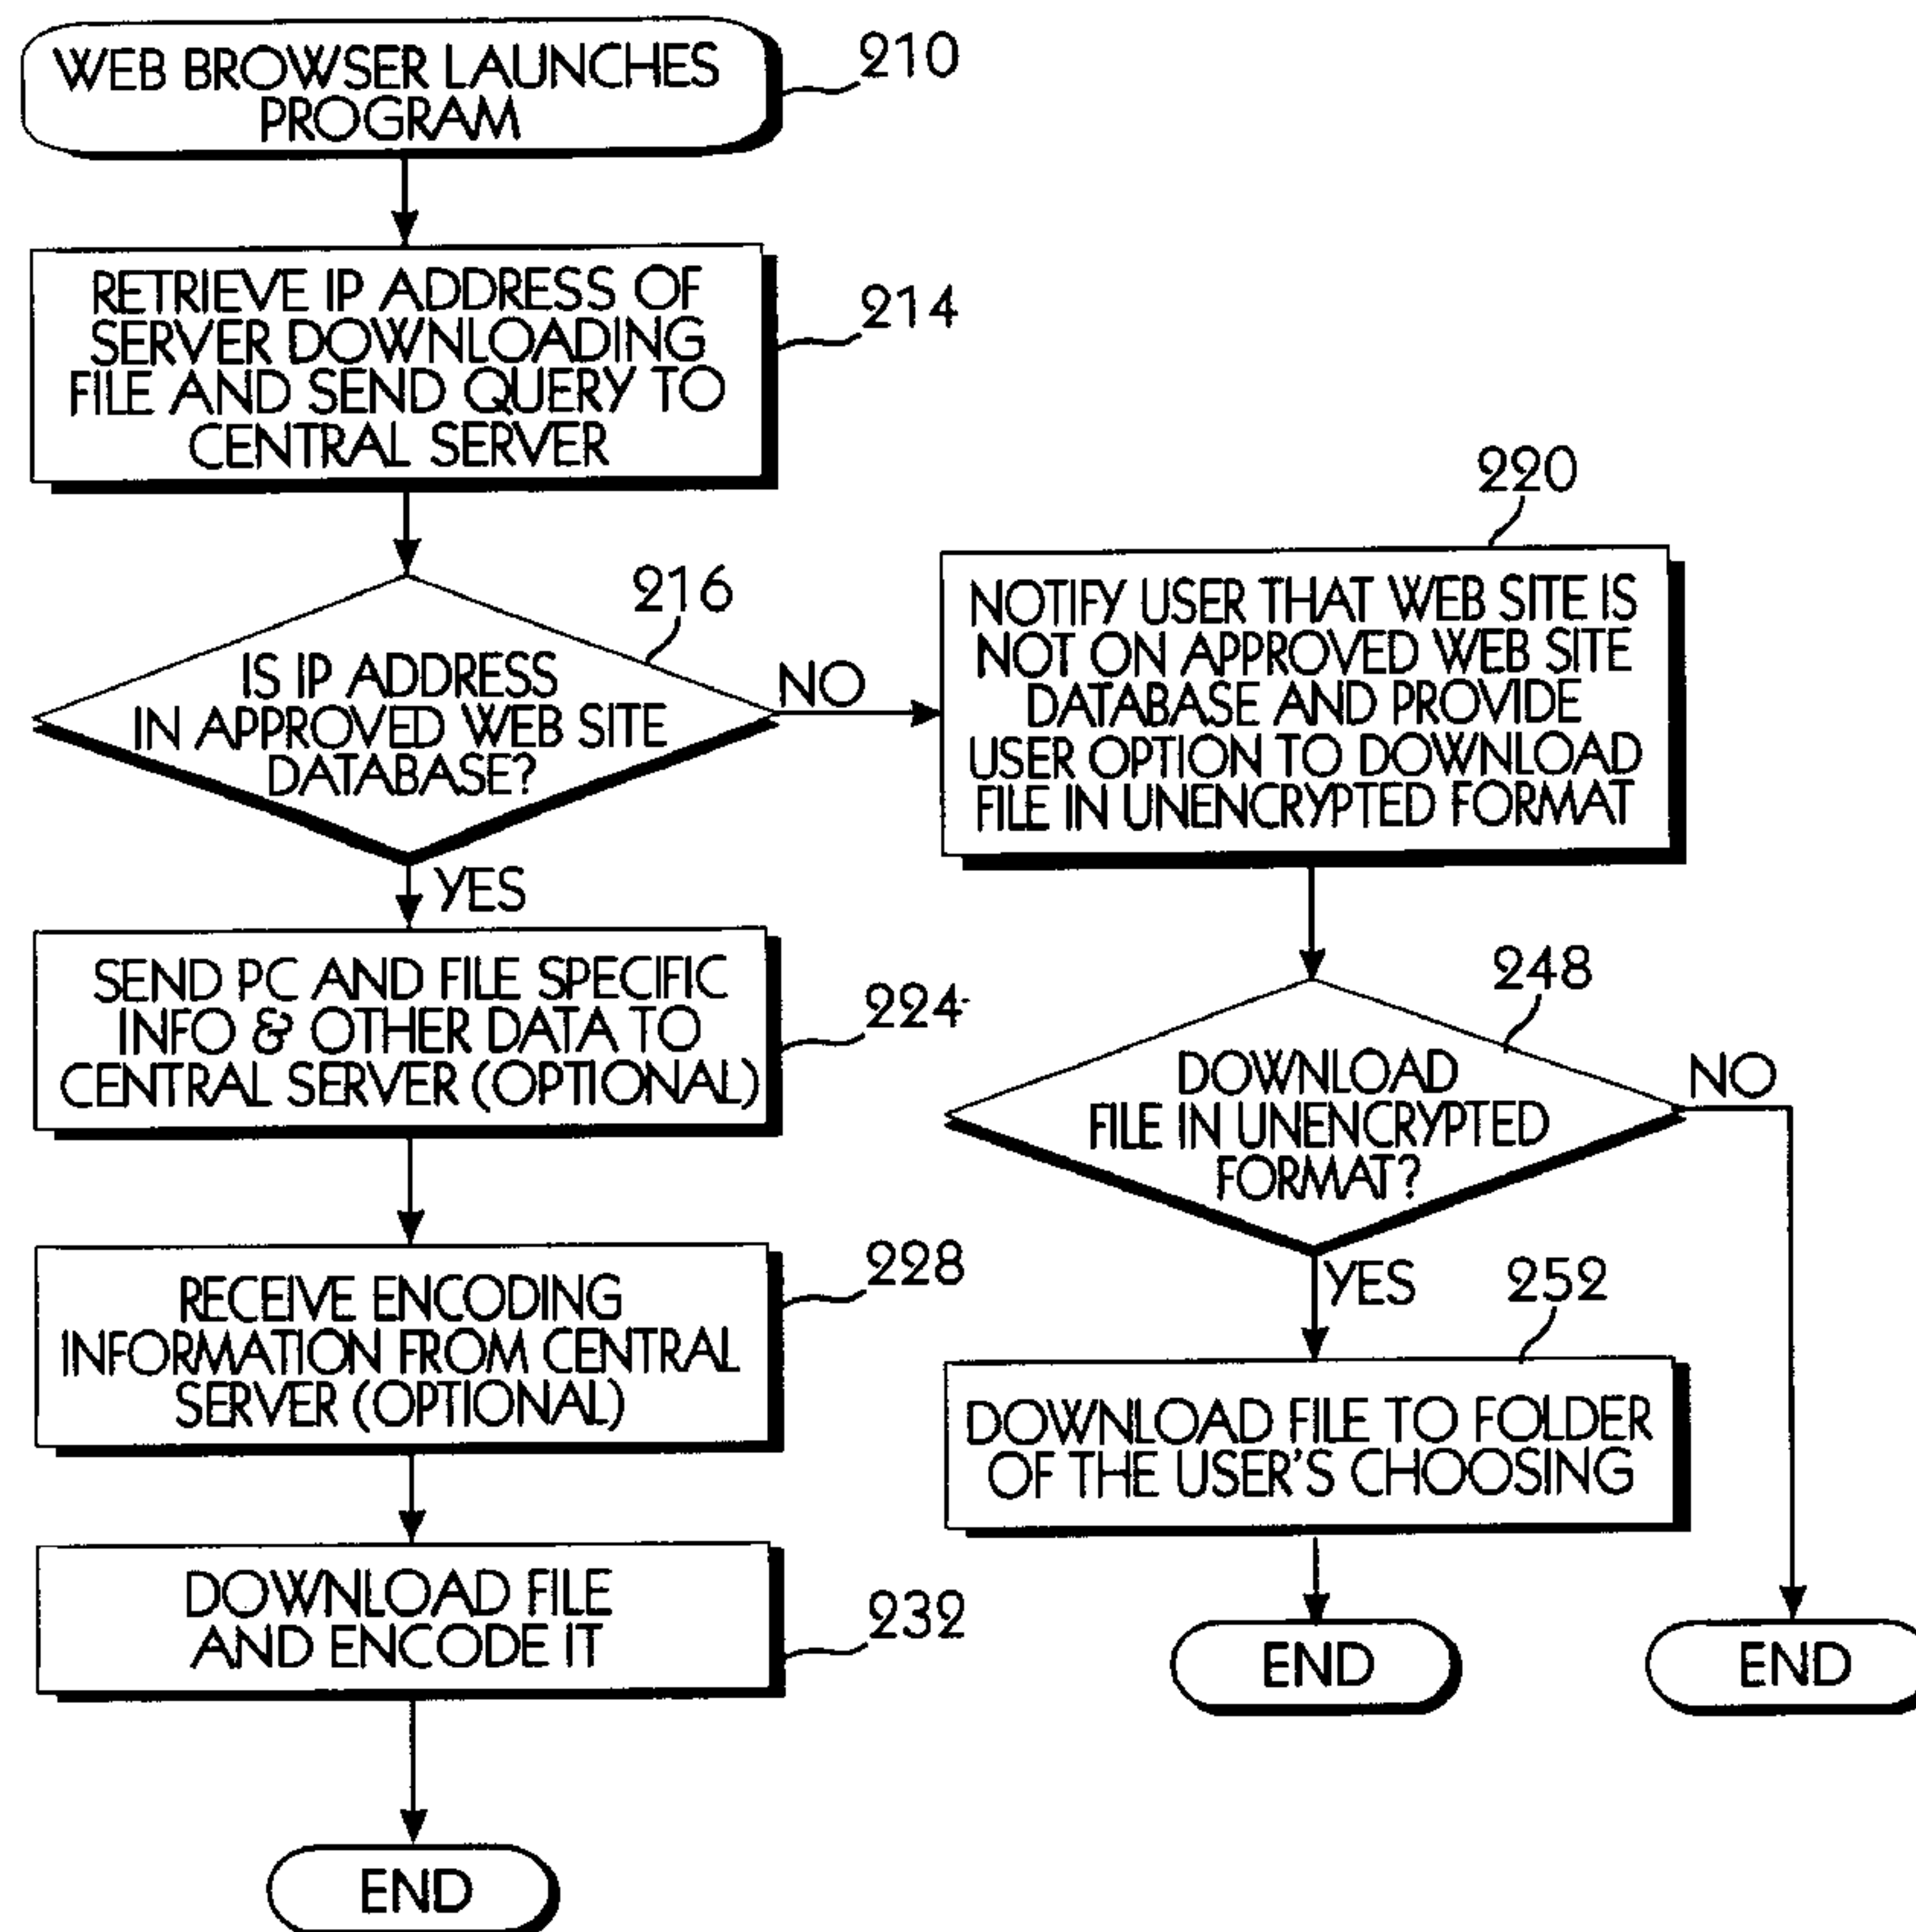 WEB BROWSER LAUNCHES
PROGRAM
210
RETRIEVE IP ADDRESS OF
SERVER DOWNLOADING
FILE AND SEND QUERY TO
CENTRAL SERVER
214
IS IP ADDRESS
IN APPROVED WEB SITE
DATABASE?
216
NO
YES
220
NOTIFY USER THAT WEB SITE IS
NOT ON APPROVED WEB SITE
DATABASE AND PROVIDE
USER OPTION TO DOWNLOAD
FILE IN UNENCRYPTED FORMAT
SEND PC AND FILE SPECIFIC
INFO & OTHER DATA TO
CENTRAL SERVER (OPTIONAL)
224
248
DOWNLOAD
FILE IN UNENCRYPTED
FORMAT?
NO
YES
RECEIVE ENCODING
INFORMATION FROM CENTRAL
SERVER (OPTIONAL)
228
252
DOWNLOAD FILE TO FOLDER
OF THE USER'S CHOOSING
DOWNLOAD FILE
AND ENCODE IT
232
END
END
END